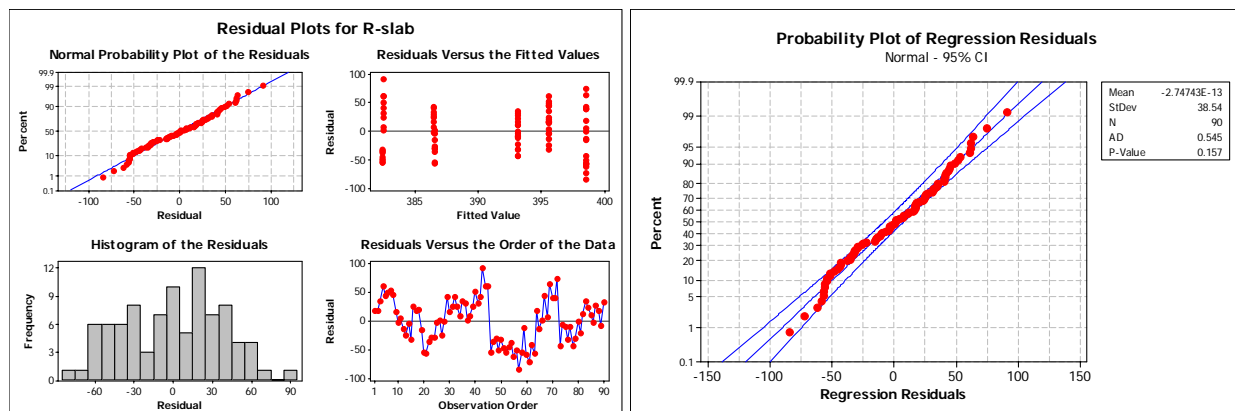 Residual Plots for R-slab
Normal Probability Plot of the Residuals
Percent
99.9
99
90
50
10
1
0.1
-100 -50 0 50 100
Residual
Residuals Versus the Fitted Values
Residual
100
50
0
-50
-100
385 390 395 400
Fitted Value
Histogram of the Residuals
Frequency
12
9
6
3
0
-60 -30 0 30 60 90
Residual
Residuals Versus the Order of the Data
Residual
100
50
0
-50
-100
1 10 20 30 40 50 60 70 80 90
Observation Order
Probability Plot of Regression Residuals
Normal - 95% CI
Percent
99.9
99
95
90
80
70
60
50
40
30
20
10
5
1
0.1
-150 -100 -50 0 50 100 150
Regression Residuals
Mean -2.74743E-13
StDev 38.54
N 90
AD 0.545
P-Value 0.157